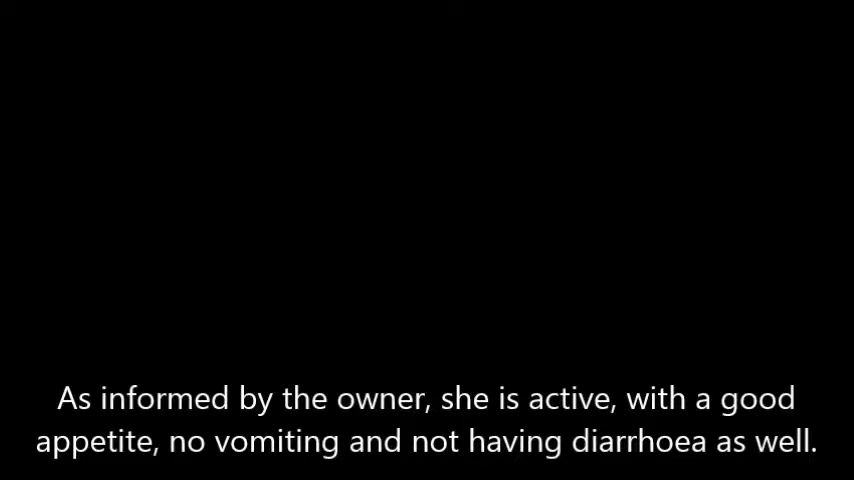 As informed by the owner, she is active, with a good
appetite, no vomiting and not having diarrhoea as well.